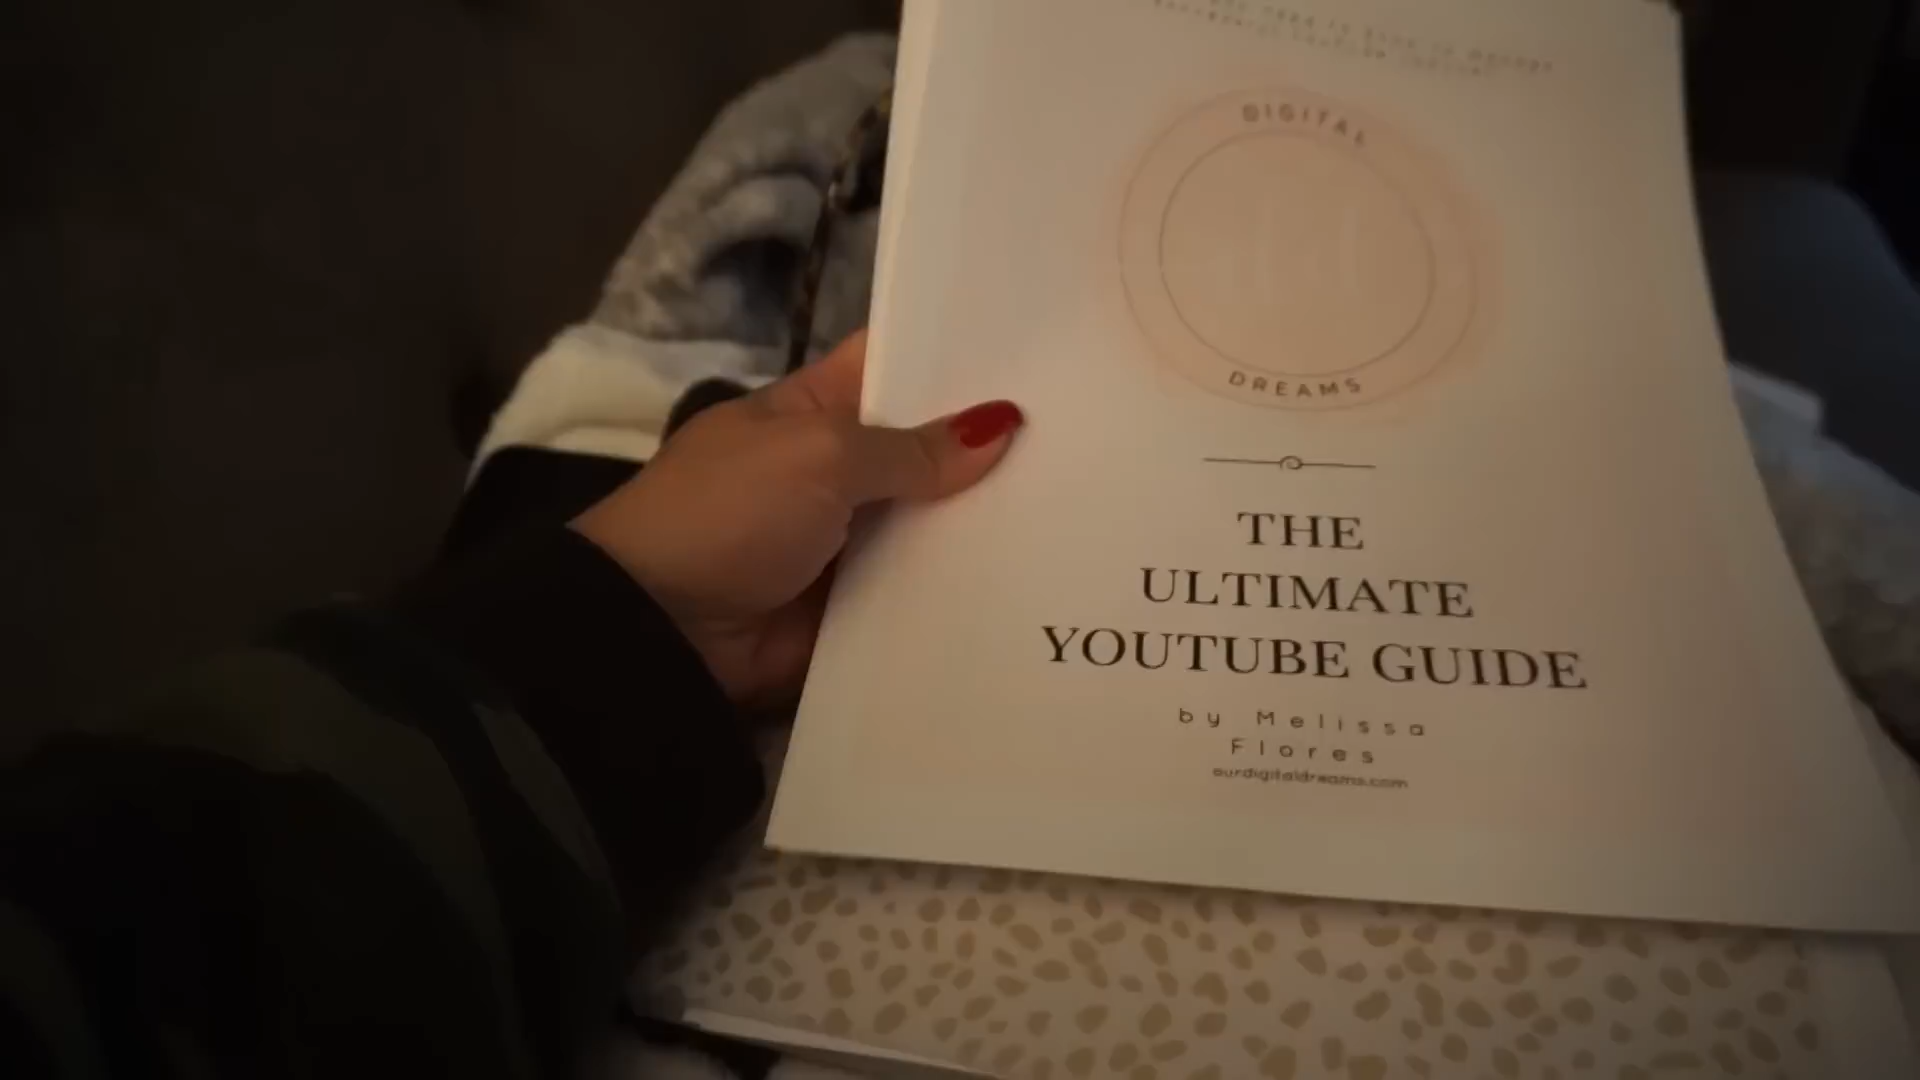 DIGITAL
DREAMS
THE
ULTIMATE
YOUTUBE GUIDE
by Melissa
Flores
ourdigitaldreams.com